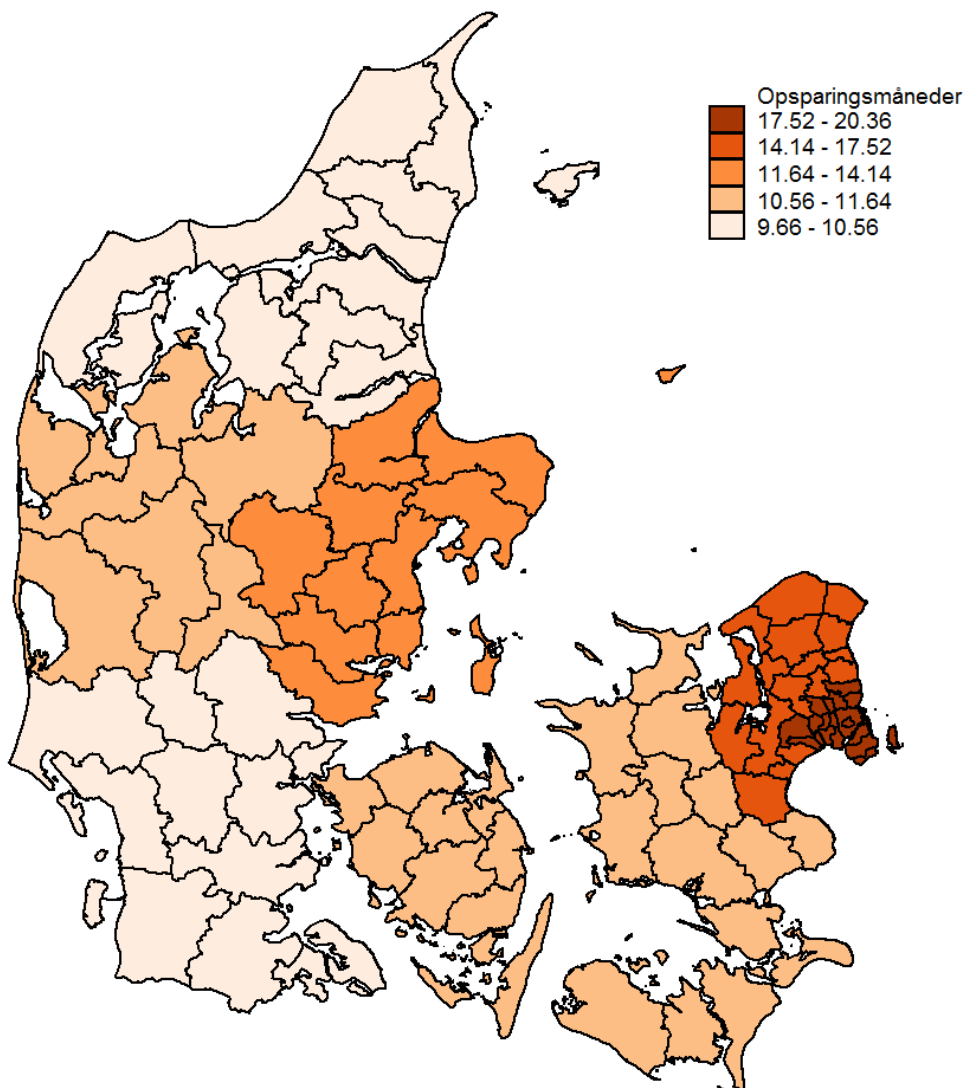 Opsparingsmåneder
17.52 - 20.36
14.14 - 17.52
11.64 - 14.14
10.56 - 11.64
9.66 - 10.56